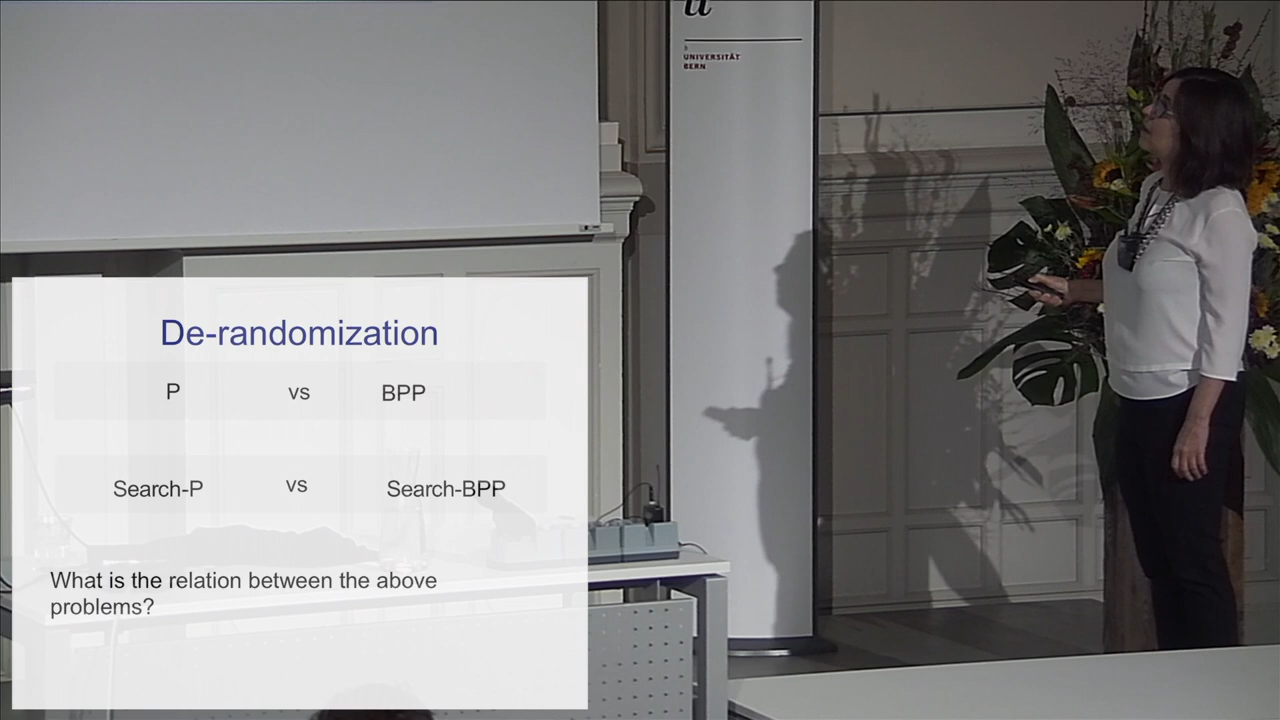 u
UNIVERSITÄT
BERN
De-randomization
P vs BPP
Search-P vs Search-BPP
What is the relation between the above
problems?